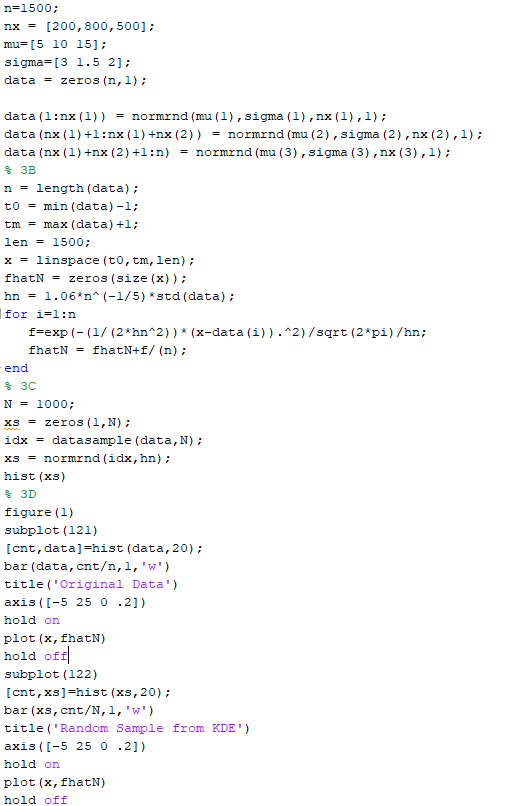 n=1500;
nx = [200,800,500];
mu=[5 10 15];
sigma=[3 1.5 2];
data = zeros(n,1);
data(1:nx(1)) = normrnd(mu(1),sigma(1),nx(1),1);
data(nx(1)+1:nx(1)+nx(2)) = normrnd(mu(2),sigma(2),nx(2),1);
data(nx(1)+nx(2)+1:n) = normrnd(mu(3),sigma(3),nx(3),1);
% 3B
n = length(data);
t0 = min(data)-1;
tm = max(data)+1;
len = 1500;
x = linspace(t0,tm,len);
fhatN = zeros(size(x));
hn = 1.06*n^(-1/5)*std(data);
for i=1:n
f=exp(-(1/(2*hn^2))*(x-data(i)).^2)/sqrt(2*pi)/hn;
fhatN = fhatN+f/(n);
end
% 3C
N = 1000;
xs = zeros(1,N);
idx = datasample(data,N);
xs = normrnd(idx,hn);
hist(xs)
% 3D
figure(1)
subplot(121)
[cnt,data]=hist(data,20);
bar(data,cnt/n,1,'w')
title('Original Data')
axis([-5 25 0 .2])
hold on
plot(x,fhatN)
hold off
subplot(122)
[cnt,xs]=hist(xs,20);
bar(xs,cnt/N,1,'w')
title('Random Sample from KDE')
axis([-5 25 0 .2])
hold on
plot(x,fhatN)
hold off